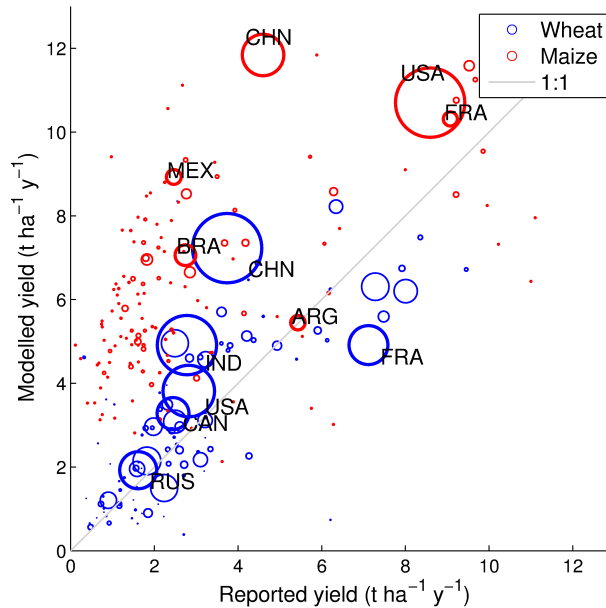 Wheat
Maize
1:1
CHN
USA
FRA
MEX
BRA
CHN
ARG
IND
FRA
USA
CAN
RUS
12
10
8
6
4
2
0
0 2 4 6 8 10 12
Modelled yield (t ha⁻¹ y⁻¹)
Reported yield (t ha⁻¹ y⁻¹)